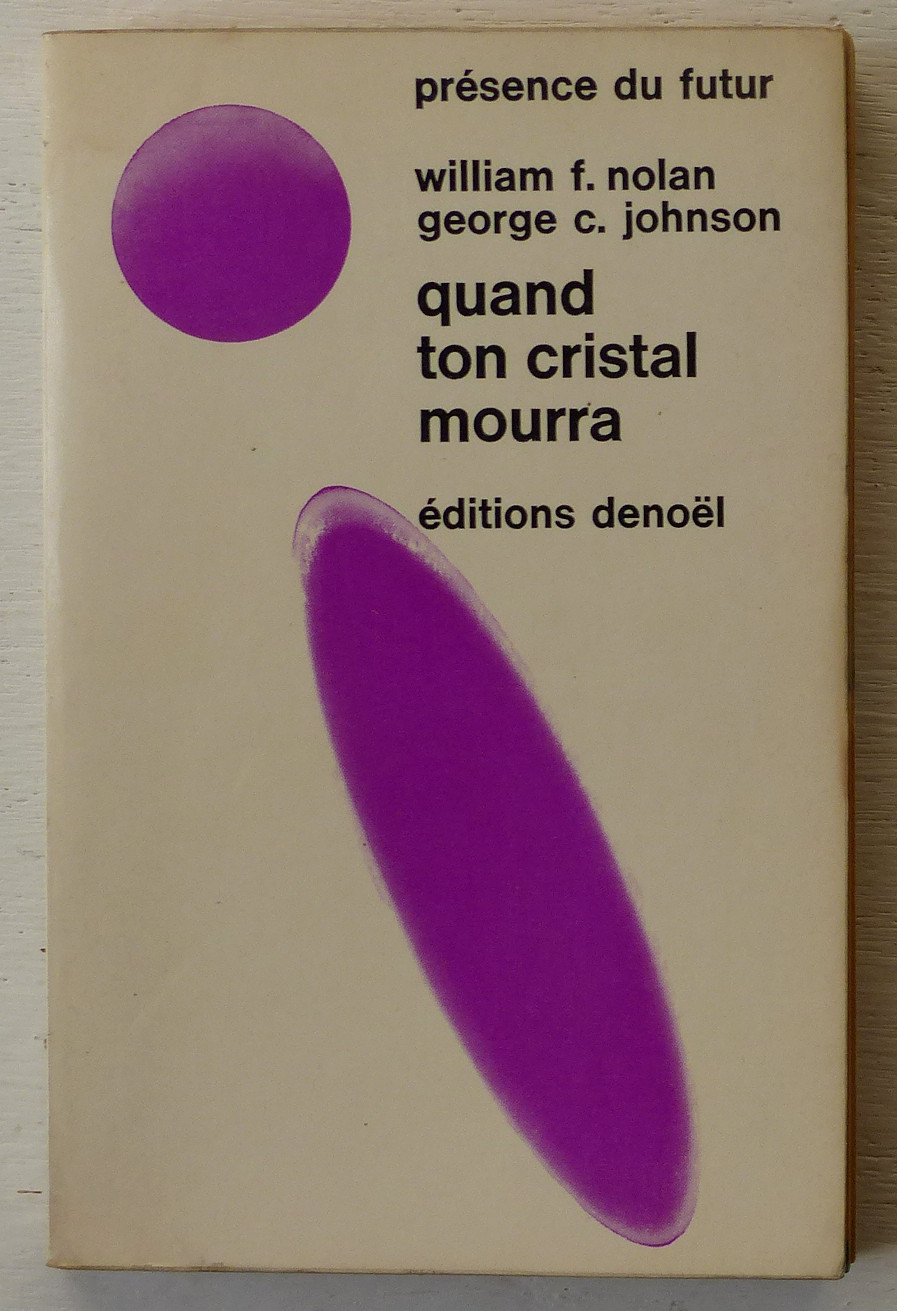 présence du futur
william f. nolan
george c. johnson
quand
ton cristal
mourra
éditions denoël